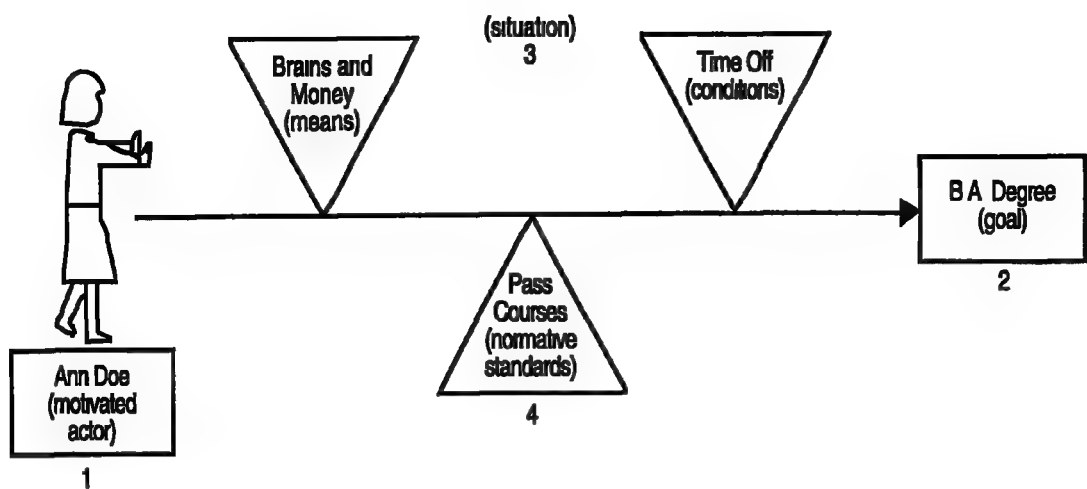 (situation)
3
Brains and
Money
(means)
Time Off
(conditions)
B A Degree
(goal)
2
Pass
Courses
(normative
standards)
4
Ann Doe
(motivated
actor)
1